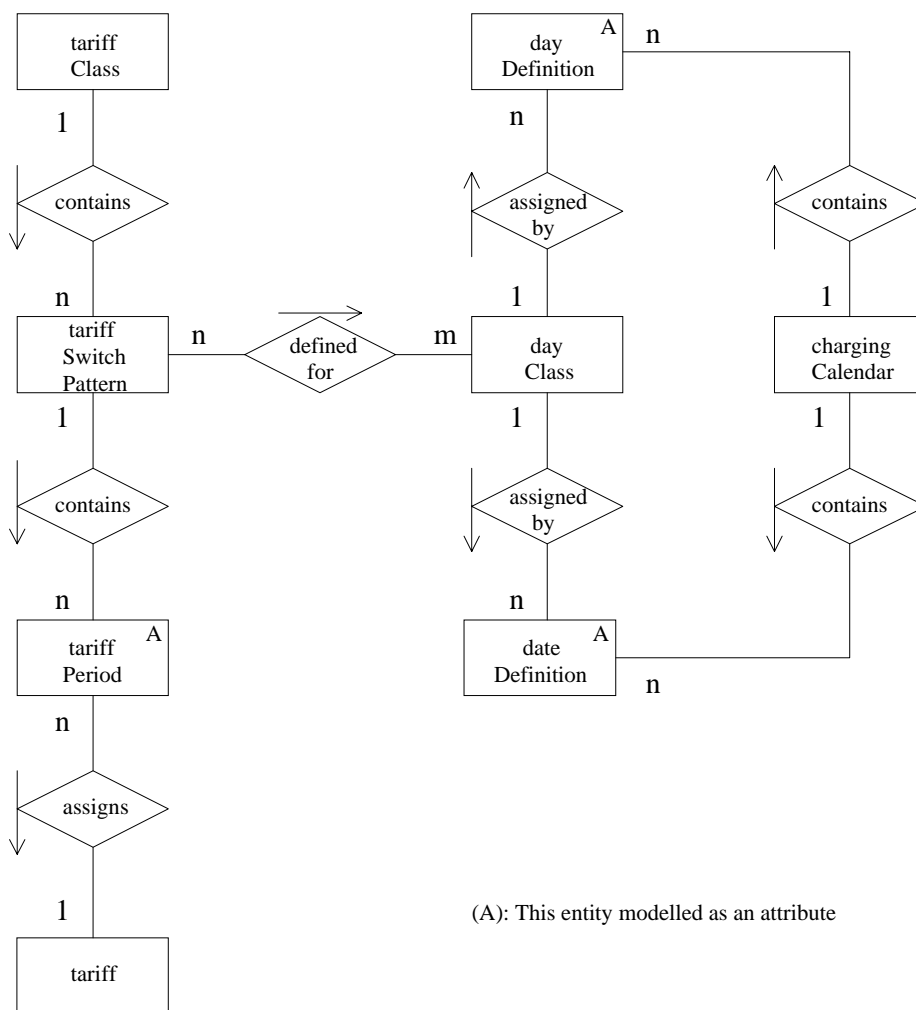 tariff
Class
A
day
Definition
n
1
n
contains
assigned
by
contains
n
1
1
tariff
Switch
Pattern
n
defined
for
m
day
Class
charging
Calendar
1
1
1
contains
assigned
by
contains
n
n
tariff
Period
A
date
Definition
A
n
n
assigns
1
(A): This entity modelled as an attribute
tariff